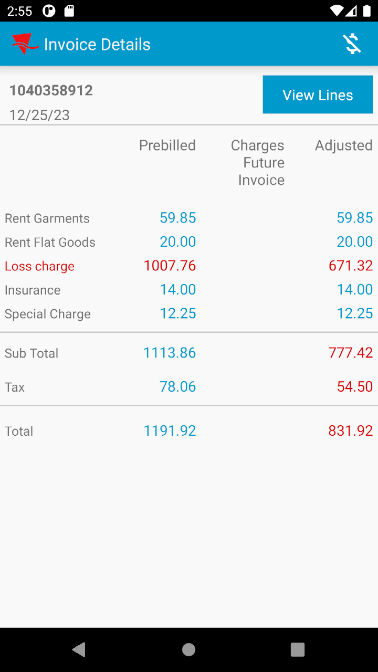 2:55
Invoice Details
1040358912
View Lines
12/25/23
Prebilled Charges Future Invoice Adjusted
Rent Garments 59.85 59.85
Rent Flat Goods 20.00 20.00
Loss charge 1007.76 671.32
Insurance 14.00 14.00
Special Charge 12.25 12.25
Sub Total 1113.86 777.42
Tax 78.06 54.50
Total 1191.92 831.92